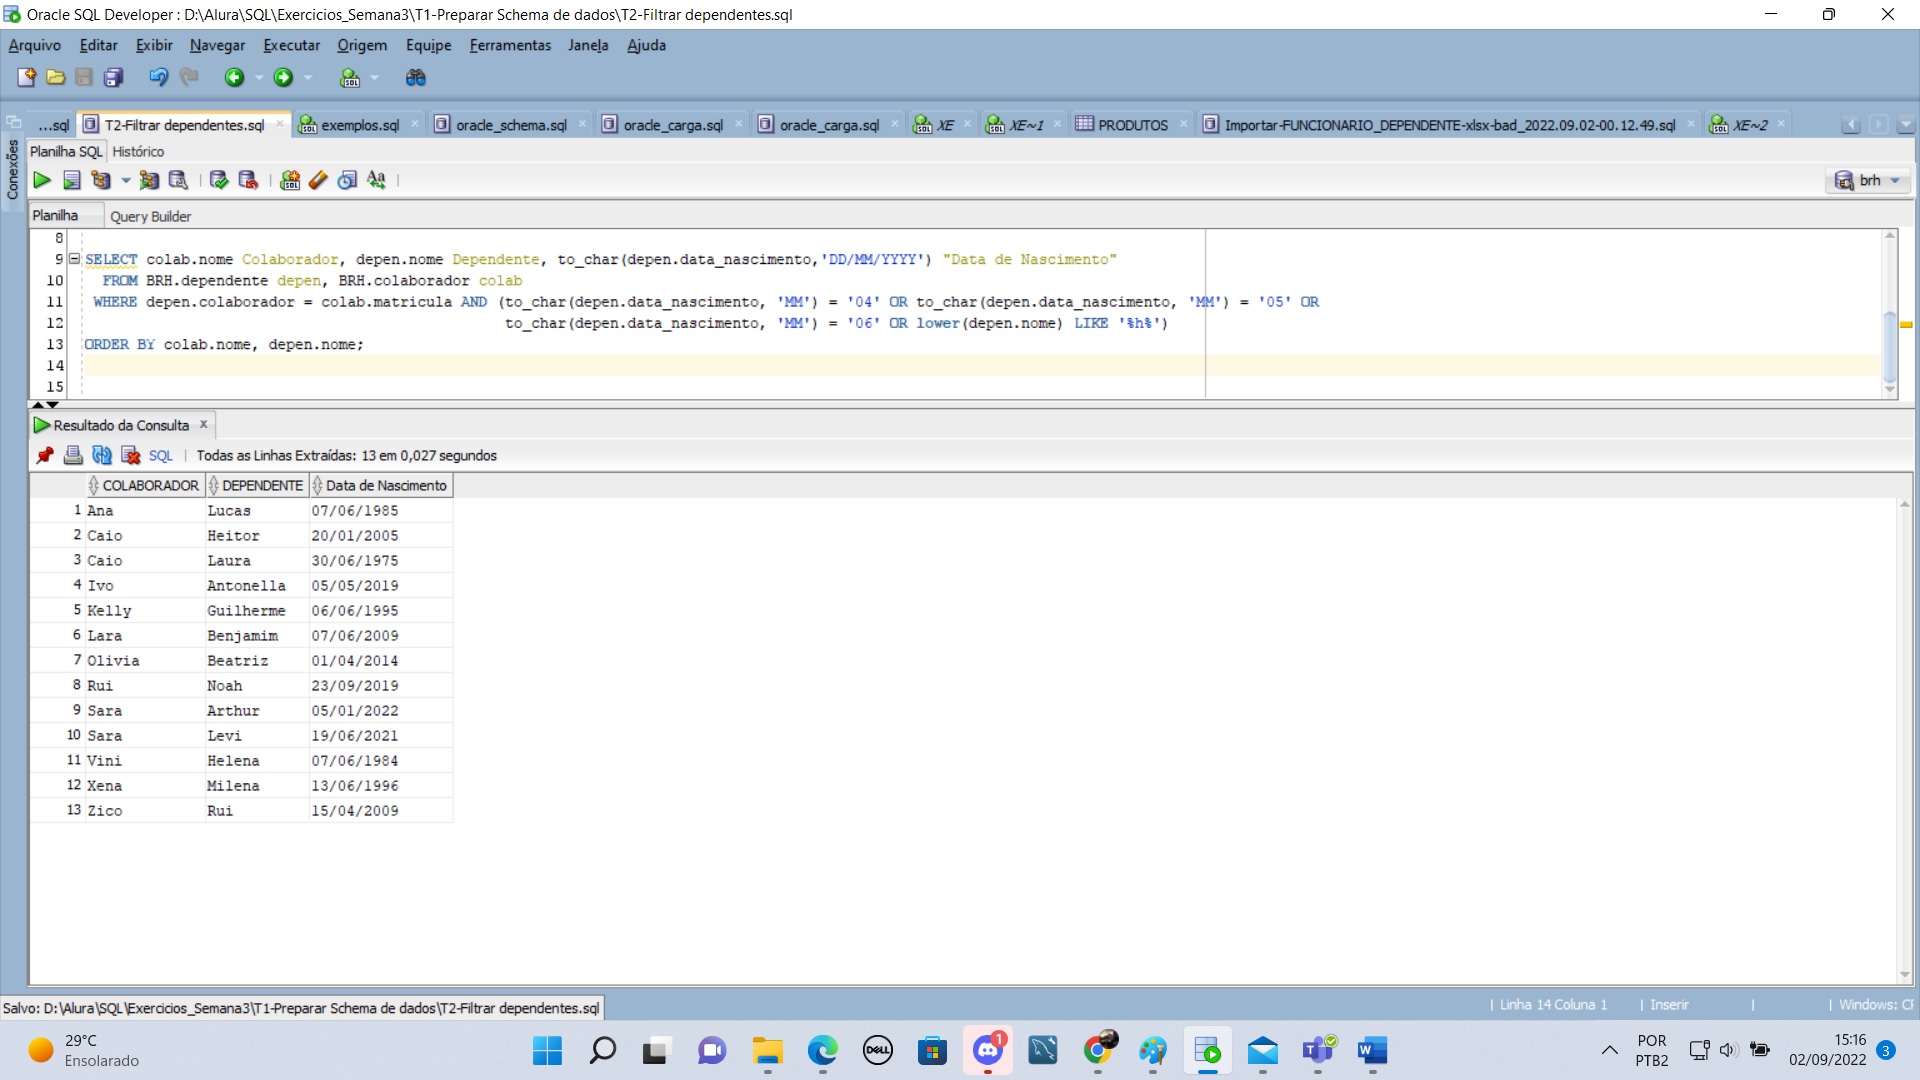 Oracle SQL Developer : D:\Alura\SQL\Exercicios_Semana3\T1-Preparar Schema de dados\T2-Filtrar dependentes.sql
Arquivo Editar Exibir Navegar Executar Origem Equipe Ferramentas Janela Ajuda
...sql T2-Filtrar dependentes.sql exemplos.sql oracle_schema.sql oracle_carga.sql oracle_carga.sql XE XE~1 PRODUTOS Importar-FUNCIONARIO_DEPENDENTE-xlsx-bad_2022.09.02-00.12.49.sql XE~2
Conexões
Planilha SQL Histórico
brh
Planilha Query Builder
8
9 SELECT colab.nome Colaborador, depen.nome Dependente, to_char(depen.data_nascimento,'DD/MM/YYYY') "Data de Nascimento"
10 FROM BRH.dependente depen, BRH.colaborador colab
11 WHERE depen.colaborador = colab.matricula AND (to_char(depen.data_nascimento, 'MM') = '04' OR to_char(depen.data_nascimento, 'MM') = '05' OR
12 to_char(depen.data_nascimento, 'MM') = '06' OR lower(depen.nome) LIKE '%h%')
13 ORDER BY colab.nome, depen.nome;
14
15
Resultado da Consulta x
SQL | Todas as Linhas Extraídas: 13 em 0,027 segundos
COLABORADOR DEPENDENTE Data de Nascimento
1 Ana Lucas 07/06/1985
2 Caio Heitor 20/01/2005
3 Caio Laura 30/06/1975
4 Ivo Antonella 05/05/2019
5 Kelly Guilherme 06/06/1995
6 Lara Benjamim 07/06/2009
7 Olivia Beatriz 01/04/2014
8 Rui Noah 23/09/2019
9 Sara Arthur 05/01/2022
10 Sara Levi 19/06/2021
11 Vini Helena 07/06/1984
12 Xena Milena 13/06/1996
13 Zico Rui 15/04/2009
Salvo: D:\Alura\SQL\Exercicios_Semana3\T1-Preparar Schema de dados\T2-Filtrar dependentes.sql
| Linha 14 Coluna 1 | Inserir | | Windows: CF
29°C
Ensolarado
DELL
1
POR
PTB2
15:16
02/09/2022
3